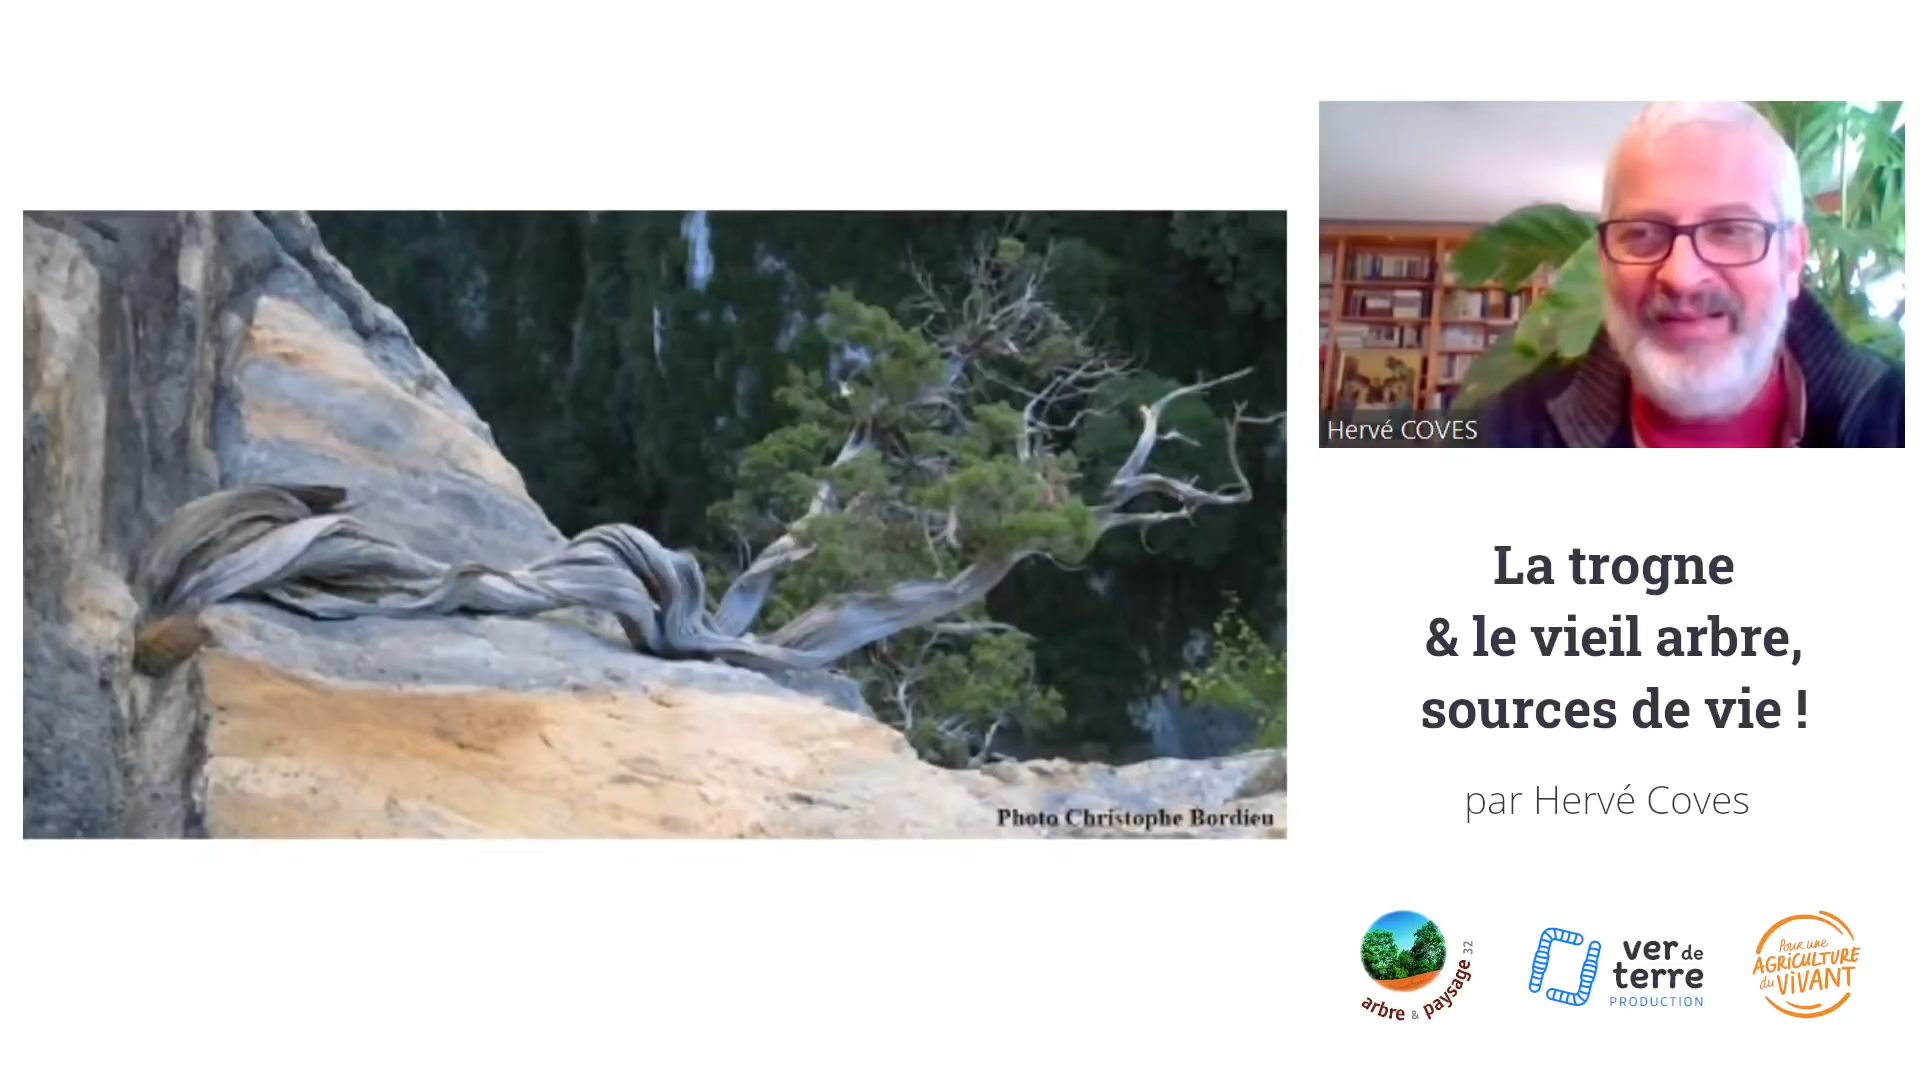 Photo Christophe Bordieu
Hervé COVES
La trogne
& le vieil arbre,
sources de vie !
par Hervé Coves
arbre & paysage 32
ver de
terre
PRODUCTION
Pour une
AGRICULTURE
du VIVANT